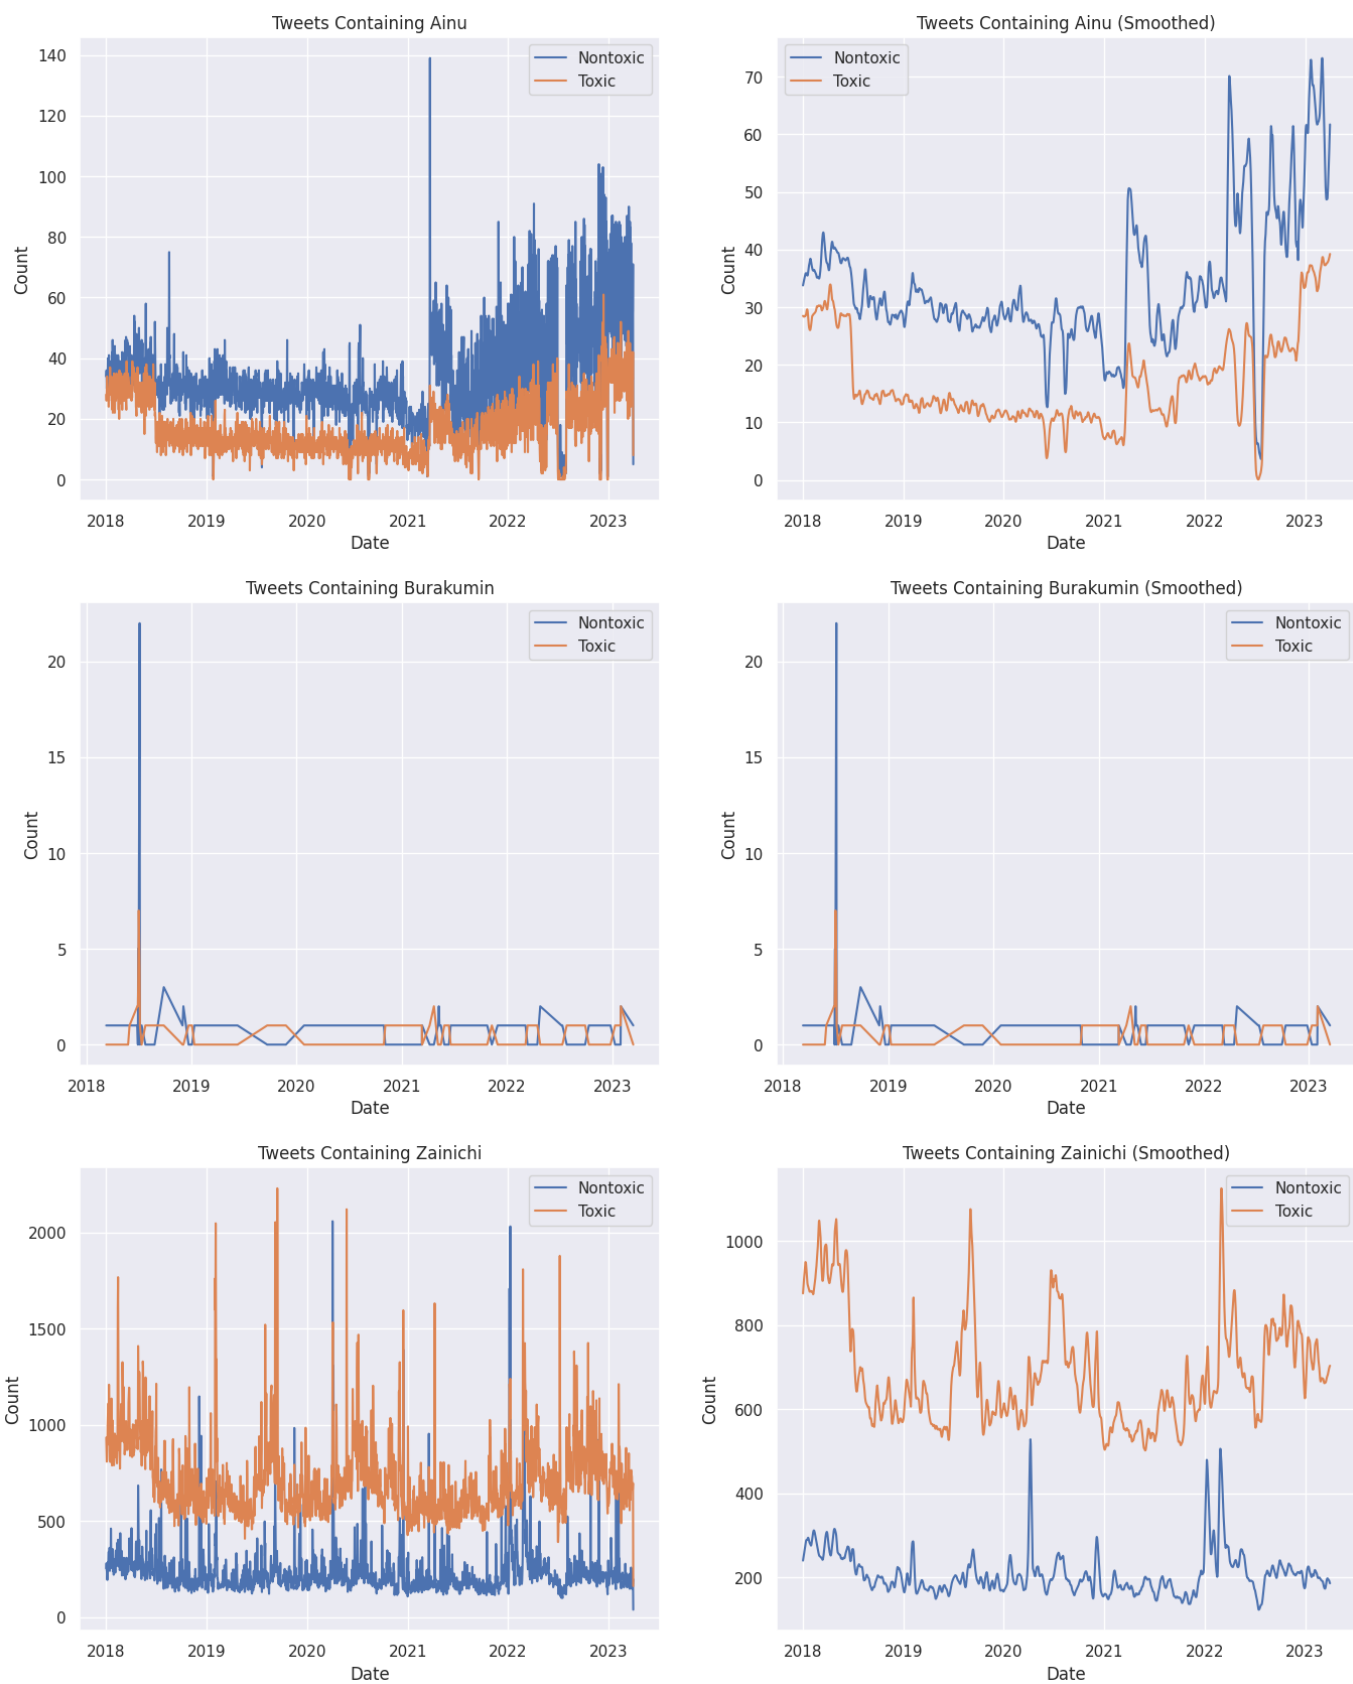 Tweets Containing Ainu
Nontoxic
Toxic
Count
140
120
100
80
60
40
20
0
2018 2019 2020 2021 2022 2023
Date
Tweets Containing Ainu (Smoothed)
Nontoxic
Toxic
Count
70
60
50
40
30
20
10
0
2018 2019 2020 2021 2022 2023
Date
Tweets Containing Burakumin
Nontoxic
Toxic
Count
20
15
10
5
0
2018 2019 2020 2021 2022 2023
Date
Tweets Containing Burakumin (Smoothed)
Nontoxic
Toxic
Count
20
15
10
5
0
2018 2019 2020 2021 2022 2023
Date
Tweets Containing Zainichi
Nontoxic
Toxic
Count
2000
1500
1000
500
0
2018 2019 2020 2021 2022 2023
Date
Tweets Containing Zainichi (Smoothed)
Nontoxic
Toxic
Count
1000
800
600
400
200
2018 2019 2020 2021 2022 2023
Date